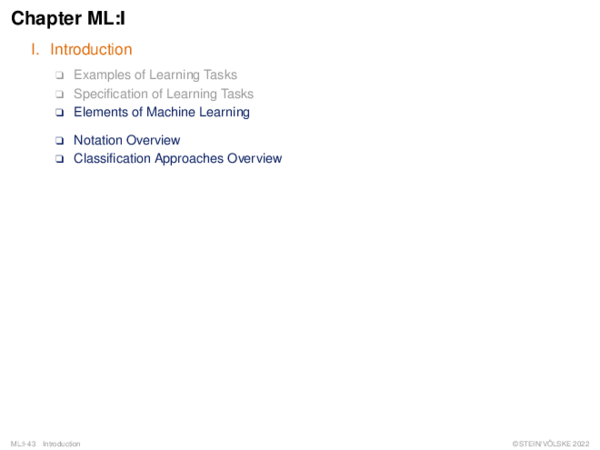 Chapter ML:I
I. Introduction
❑ Examples of Learning Tasks
❑ Specification of Learning Tasks
❑ Elements of Machine Learning
❑ Notation Overview
❑ Classification Approaches Overview
ML:I-43 Introduction
©STEIN/VÖLSKE 2022